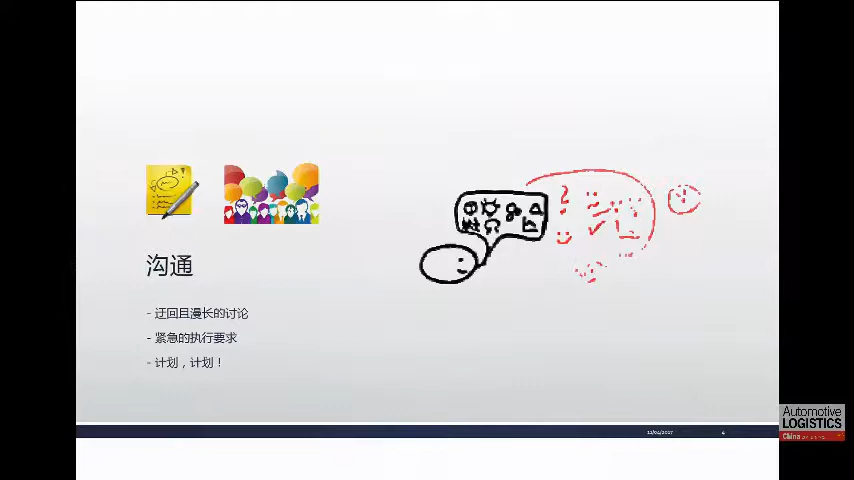 沟通
- 迂回且漫长的讨论
- 紧急的执行要求
- 计划，计划！
4
Automotive
LOGISTICS
China